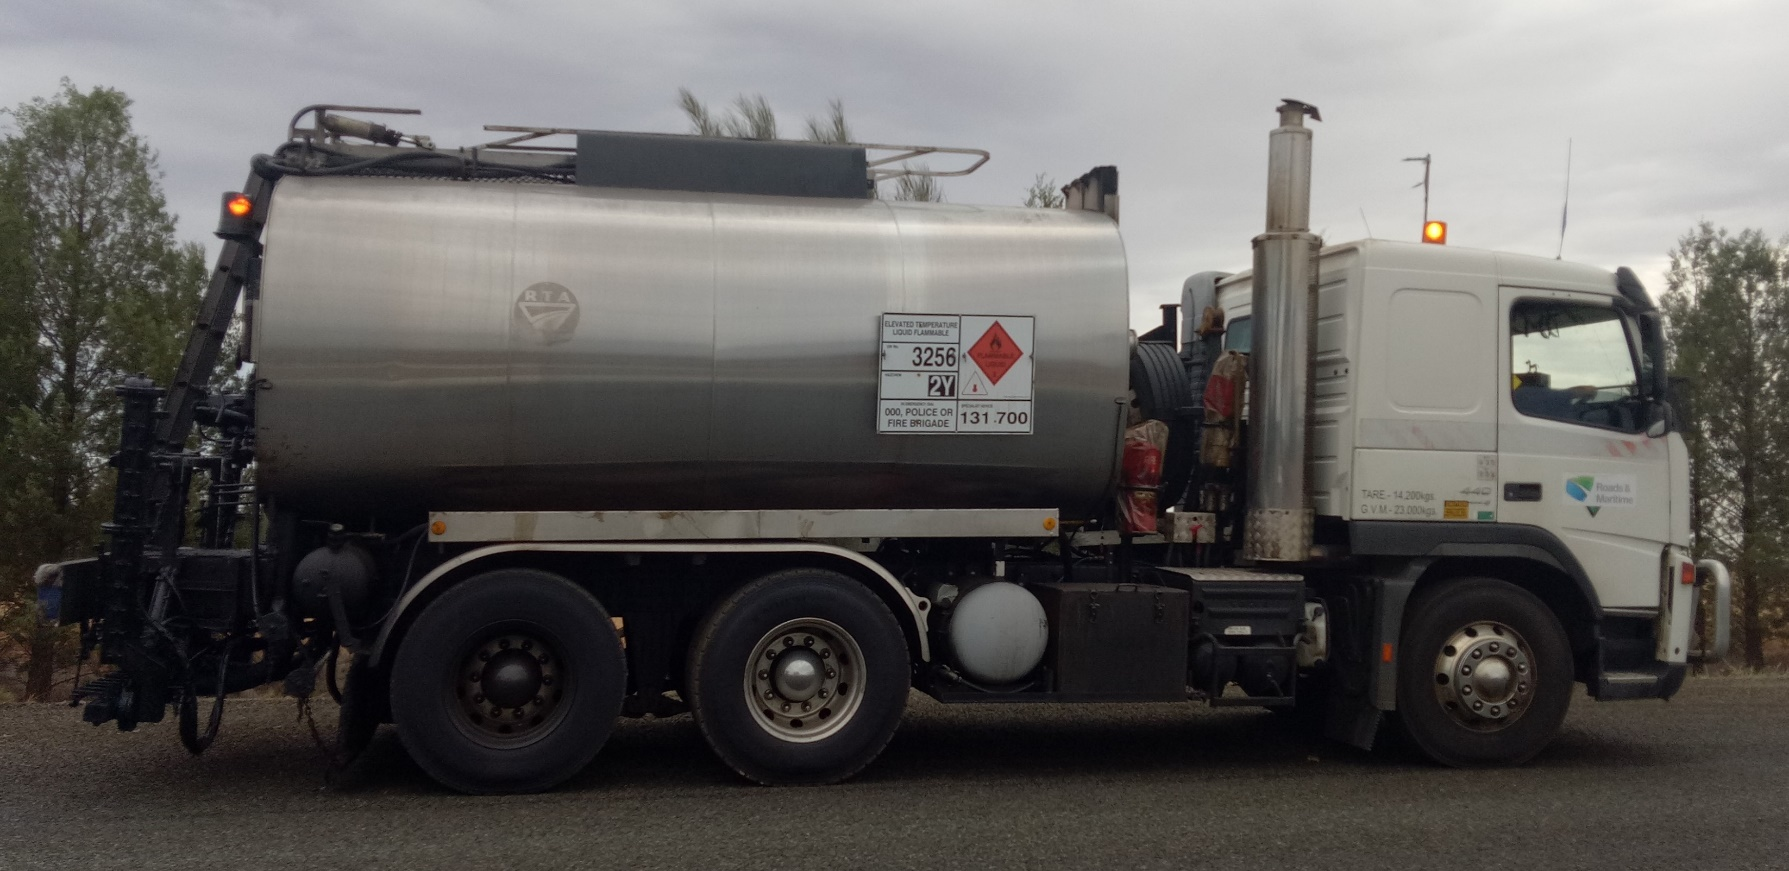 RTA
ELEVATED TEMPERATURE
LIQUID FLAMMABLE
3256
2Y
000, POLICE OR
FIRE BRIGADE
131.700
FLAMMABLE
LIQUID
3
TARE.- 14,200kgs.
G.V.M.- 23,000kgs.
440
Roads &
Maritime